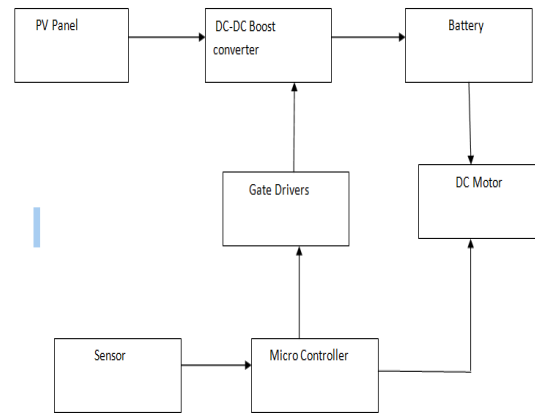 PV Panel
DC-DC Boost
converter
Battery
Gate Drivers
DC Motor
Sensor
Micro Controller